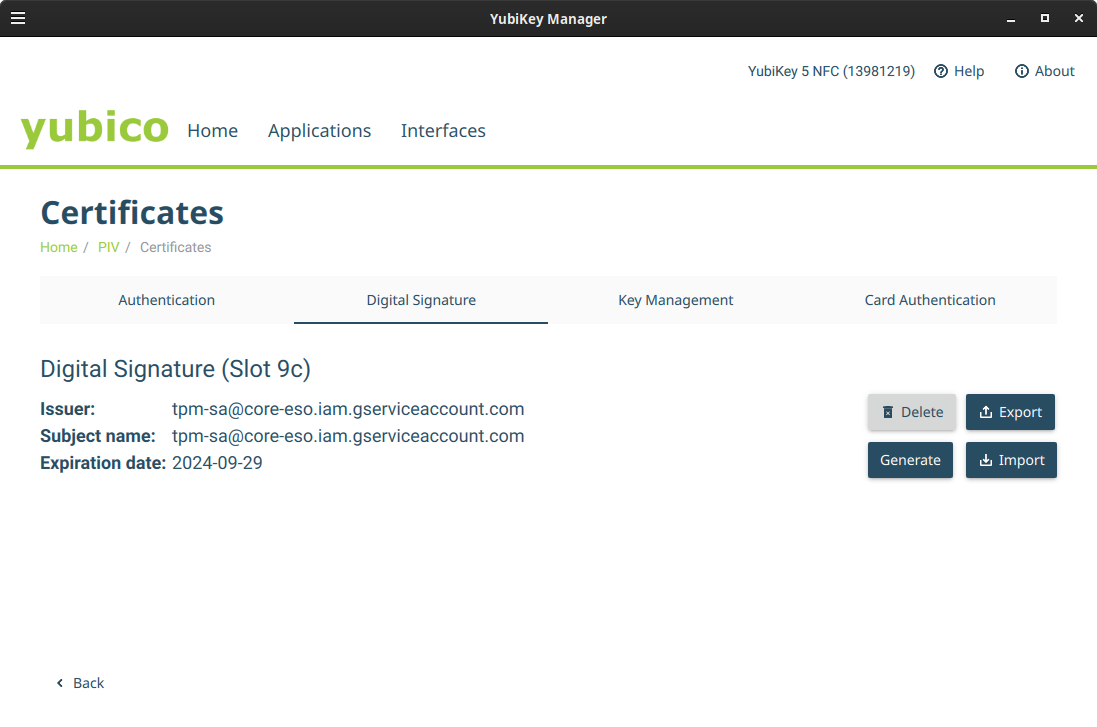 YubiKey Manager
YubiKey 5 NFC (13981219) Help About
yubico Home Applications Interfaces
Certificates
Home / PIV / Certificates
Authentication Digital Signature Key Management Card Authentication
Digital Signature (Slot 9c)
Issuer: tpm-sa@core-eso.iam.gserviceaccount.com
Subject name: tpm-sa@core-eso.iam.gserviceaccount.com
Expiration date: 2024-09-29
Delete Export
Generate Import
Back